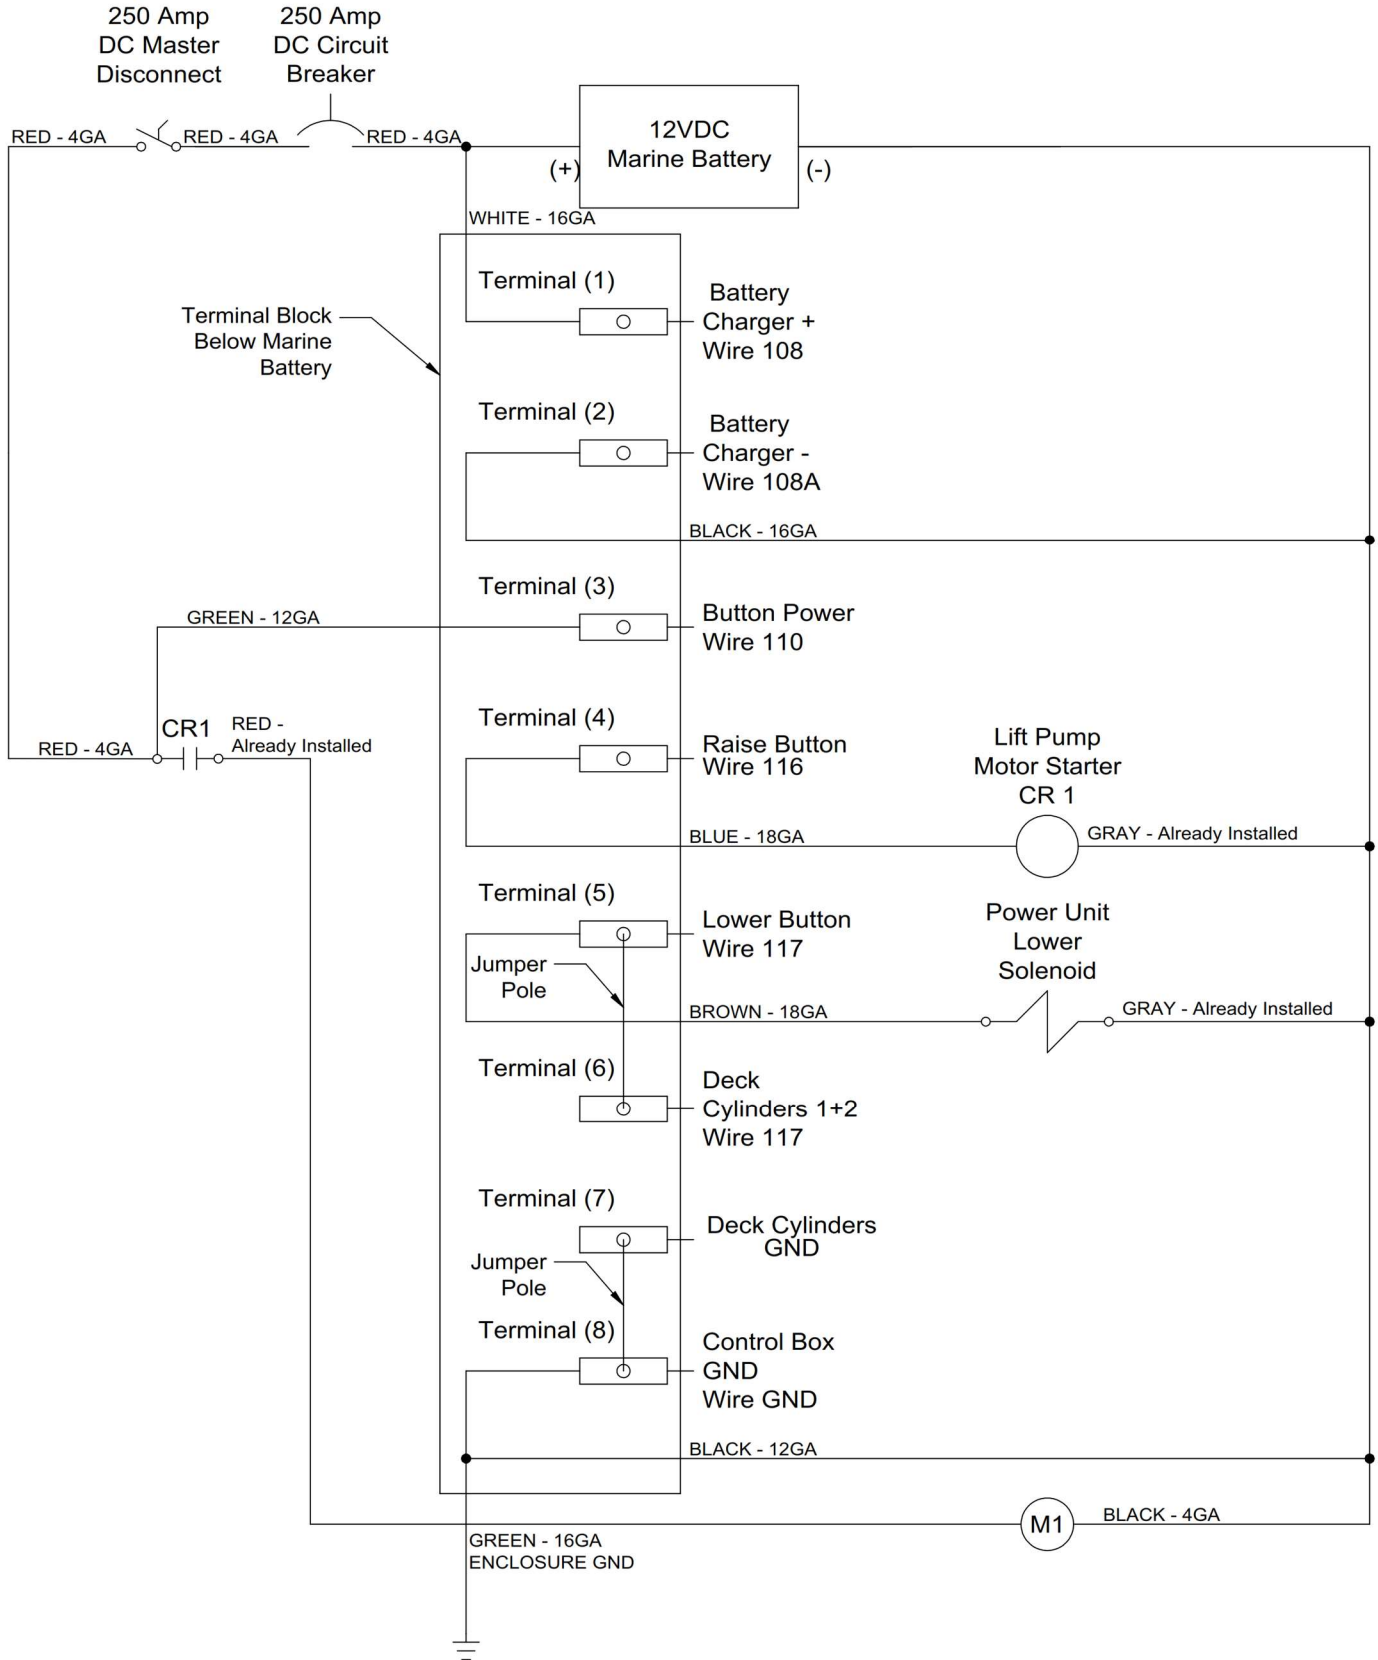 250 Amp
DC Master
Disconnect
250 Amp
DC Circuit
Breaker
RED - 4GA
RED - 4GA
RED - 4GA
12VDC
Marine Battery
(+)
(-)
WHITE - 16GA
Terminal (1)
Battery
Charger +
Wire 108
Terminal Block
Below Marine
Battery
Terminal (2)
Battery
Charger -
Wire 108A
BLACK - 16GA
Terminal (3)
GREEN - 12GA
Button Power
Wire 110
Terminal (4)
CR1
RED -
Already Installed
RED - 4GA
Raise Button
Wire 116
Lift Pump
Motor Starter
CR 1
BLUE - 18GA
GRAY - Already Installed
Terminal (5)
Lower Button
Wire 117
Power Unit
Lower
Solenoid
Jumper
Pole
BROWN - 18GA
GRAY - Already Installed
Terminal (6)
Deck
Cylinders 1+2
Wire 117
Terminal (7)
Deck Cylinders
GND
Jumper
Pole
Terminal (8)
Control Box
GND
Wire GND
BLACK - 12GA
M1
BLACK - 4GA
GREEN - 16GA
ENCLOSURE GND